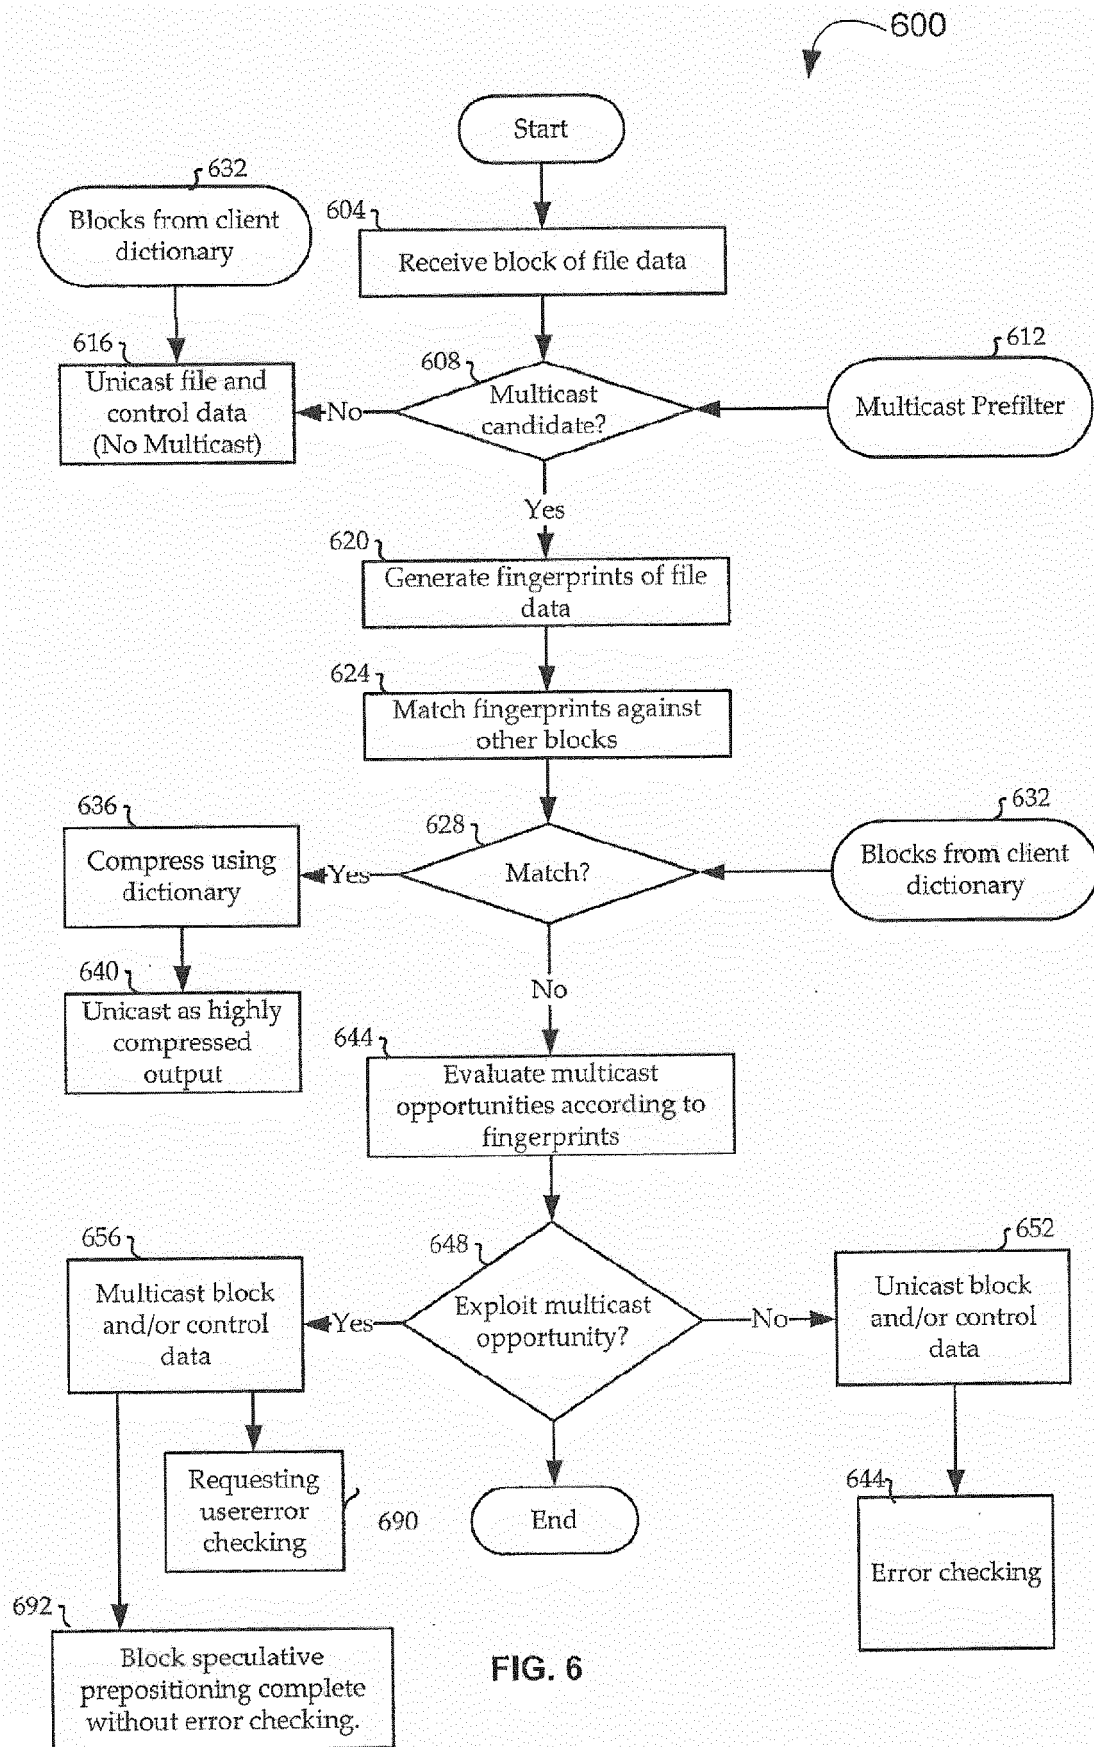 600
Start
632
Blocks from client
dictionary
604
Receive block of file data
616
Unicast file and
control data
(No Multicast)
No
608
Multicast
candidate?
612
Multicast Prefilter
Yes
620
Generate fingerprints of file
data
624
Match fingerprints against
other blocks
636
Compress using
dictionary
Yes
628
Match?
632
Blocks from client
dictionary
640
Unicast as highly
compressed
output
No
644
Evaluate multicast
opportunities according to
fingerprints
656
Multicast block
and/or control
data
Yes
648
Exploit multicast
opportunity?
No
652
Unicast block
and/or control
data
Requesting
usererror
checking
690
End
644
Error checking
692
Block speculative
prepositioning complete
without error checking.
FIG. 6